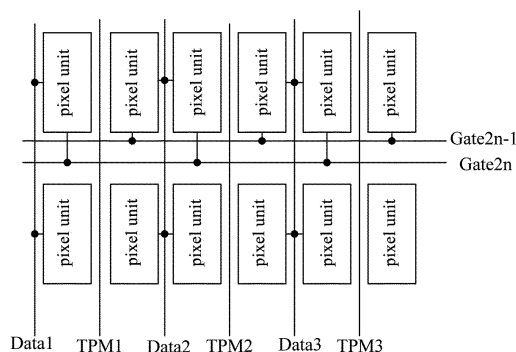 pixel unit pixel unit pixel unit pixel unit pixel unit pixel unit
Gate2n-1
Gate2n
pixel unit pixel unit pixel unit pixel unit pixel unit pixel unit
Data1 TPM1 Data2 TPM2 Data3 TPM3